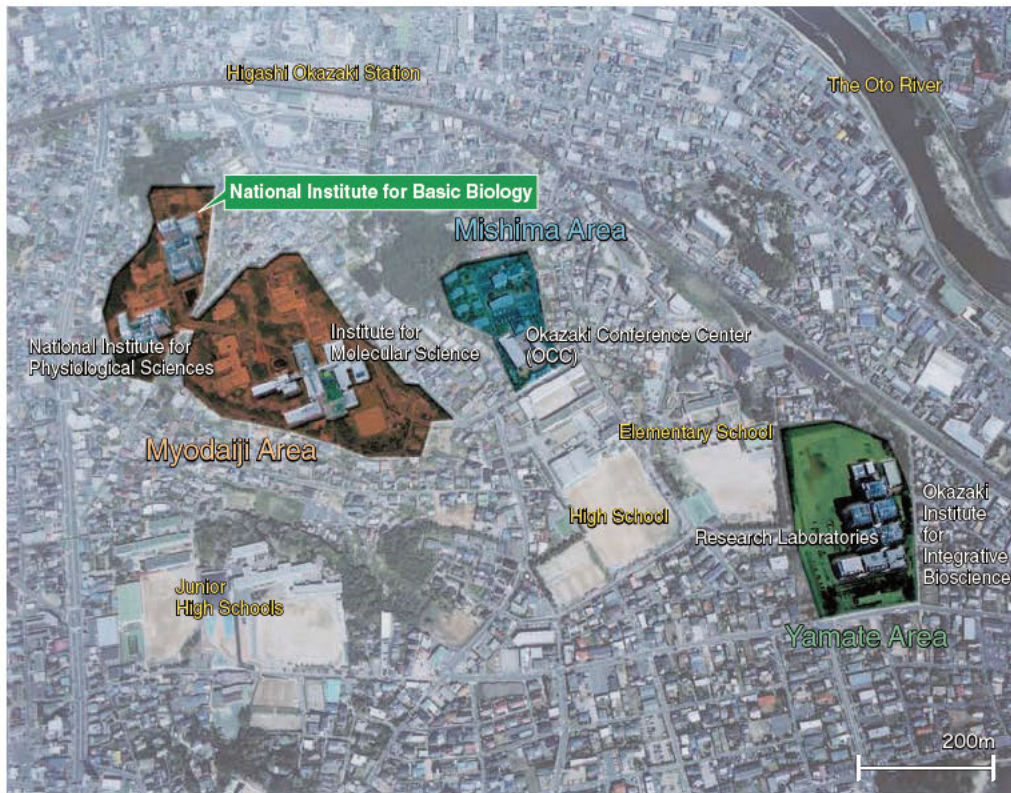 Higashi Okazaki Station
The Oto River
National Institute for Basic Biology
Mishima Area
National Institute for
Physiological Sciences
Institute for
Molecular Science
Okazaki Conference Center
(OCC)
Myodaiji Area
Elementary School
High School
Research Laboratories
Okazaki
Institute
for
Integrative
Bioscience
Junior
High Schools
Yamate Area
200m